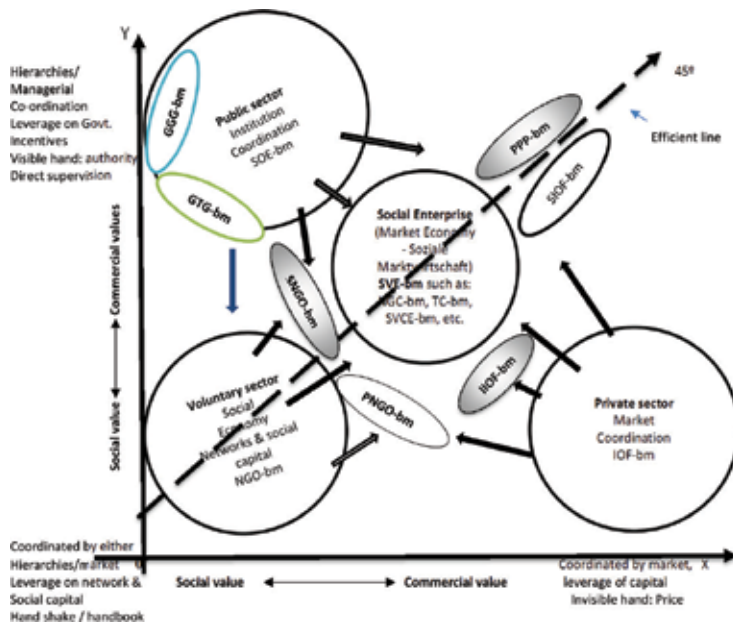 Y
Hierarchies/
Managerial
Co-ordination
Leverage on Govt.
Incentives
Visible hand: authority
Direct supervision
GGG-bm
Public sector
Institution
Coordination
SOE-bm
GTG-bm
PPP-bm
45º
Efficient line
SIOF-bm
Social Enterprise
(Market Economy
- Soziale
Marktwirtschaft)
SVE-bm such as:
NGC-bm, TC-bm,
SVCE-bm, etc.
SNGO-bm
Commercial values
Social value
Voluntary sector
Social
Economy
Networks & social
capital
NGO-bm
PNGO-bm
IIOF-bm
Private sector
Market
Coordination
IOF-bm
Coordinated by either
Hierarchies/market
Leverage on network &
Social capital
Hand shake / handbook
Social value
Commercial value
Coordinated by market, X
leverage of capital
Invisible hand: Price